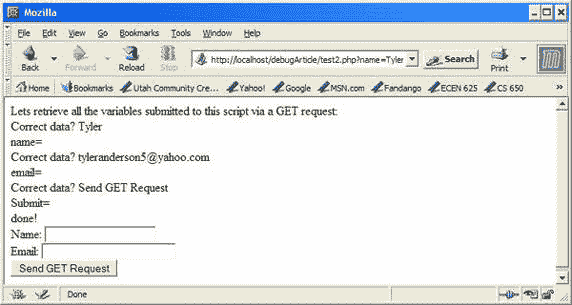 Mozilla
File Edit View Go Bookmarks Tools Window Help
Back Forward Reload Stop http://localhost/debugArticle/test2.php?name=Tyler Search Print
Home Bookmarks Utah Community Cre... Yahoo! Google MSN.com Fandango ECEN 625 CS 650
Lets retrieve all the variables submitted to this script via a GET request:
Correct data? Tyler
name=
Correct data? tyleranderson5@yahoo.com
email=
Correct data? Send GET Request
Submit=
done!
Name:
Email:
Send GET Request
Done